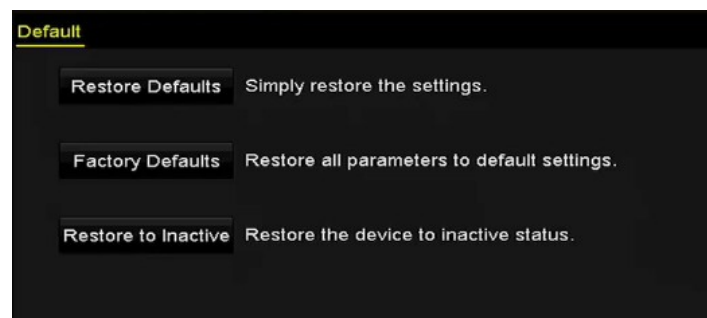 Default
Restore Defaults Simply restore the settings.
Factory Defaults Restore all parameters to default settings.
Restore to Inactive Restore the device to inactive status.